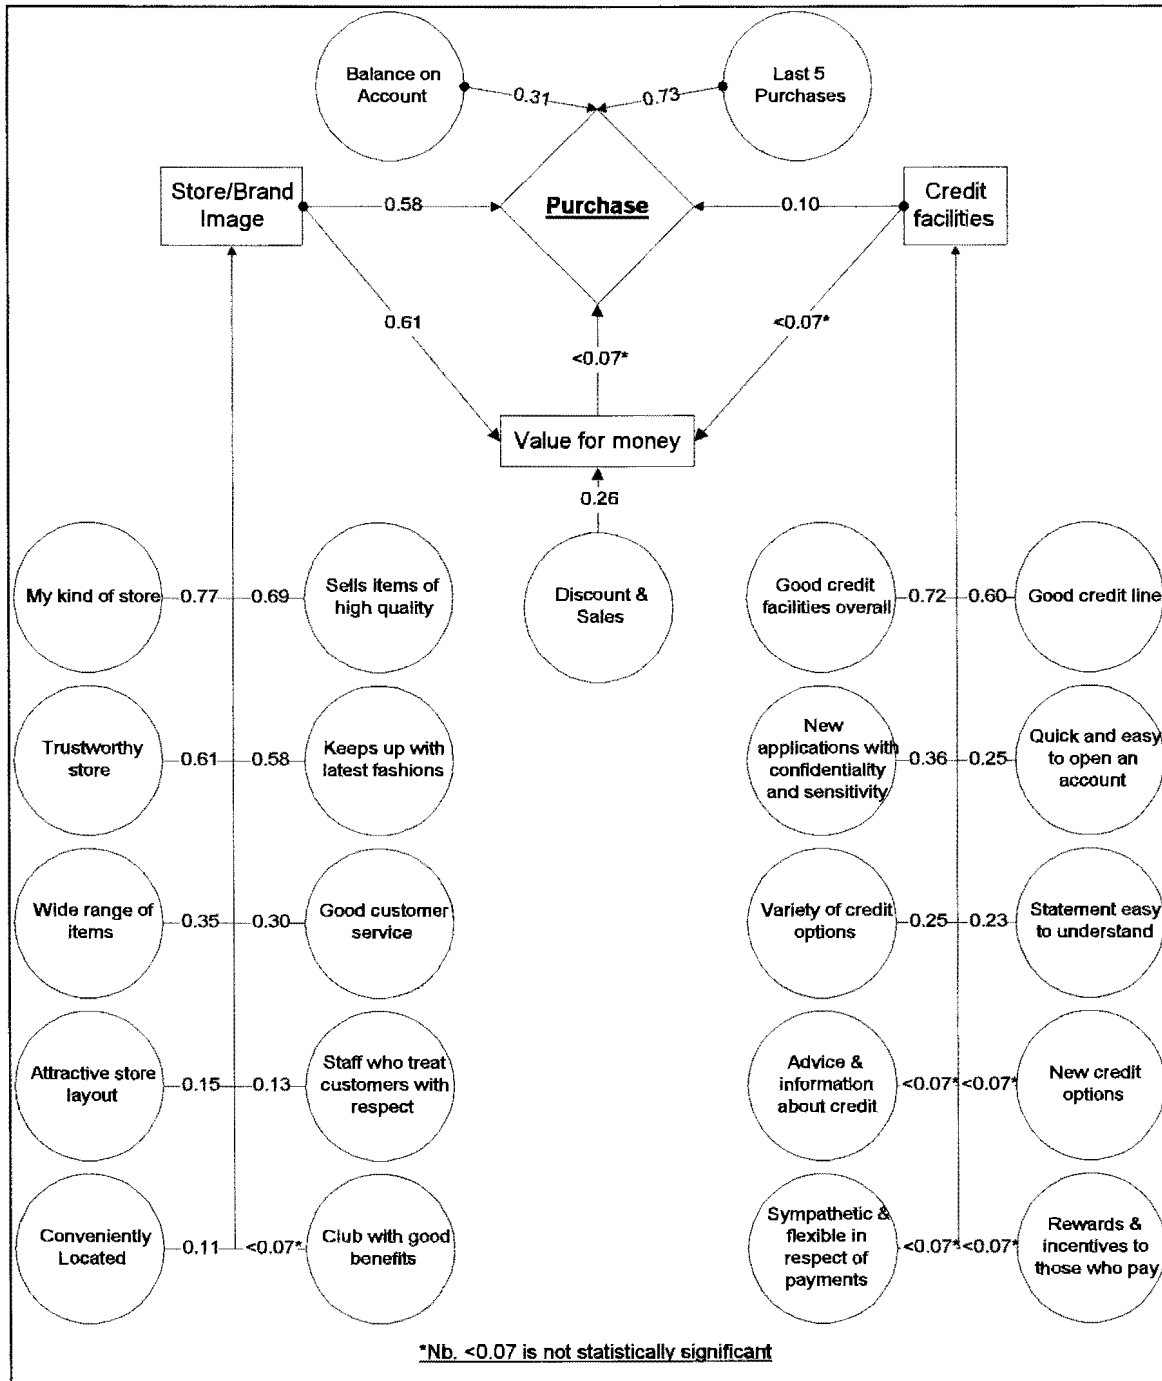 Balance on
Account
0.31
0.73
Last 5
Purchases
Store/Brand
Image
0.58
Purchase
0.10
Credit
facilities
0.61
<0.07*
<0.07*
Value for money
0.26
Discount &
Sales
My kind of store
0.77
0.69
Sells items of
high quality
Trustworthy
store
0.61
0.58
Keeps up with
latest fashions
Wide range of
items
0.35
0.30
Good customer
service
Attractive store
layout
0.15
0.13
Staff who treat
customers with
respect
Conveniently
Located
0.11
<0.07*
Club with good
benefits
Good credit
facilities overall
0.72
0.60
Good credit line
New
applications with
confidentiality
and sensitivity
0.36
0.25
Quick and easy
to open an
account
Variety of credit
options
0.25
0.23
Statement easy
to understand
Advice &
information
about credit
<0.07*
<0.07*
New credit
options
Sympathetic &
flexible in
respect of
payments
<0.07*
<0.07*
Rewards &
incentives to
those who pay
*Nb. <0.07 is not statistically significant